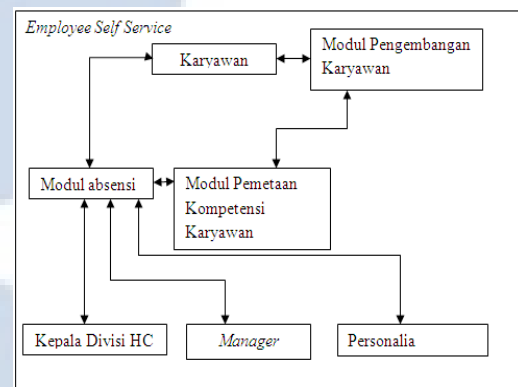 Employee Self Service
Karyawan
Modul Pengembangan
Karyawan
Modul absensi
Modul Pemetaan
Kompetensi
Karyawan
Kepala Divisi HC
Manager
Personalia